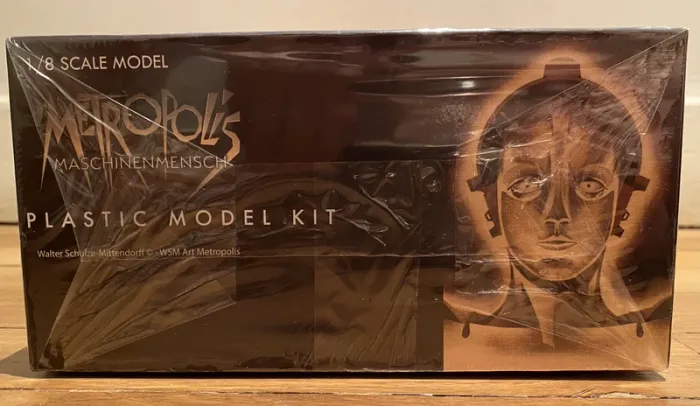 1/8 SCALE MODEL
METROPOLIS
MASCHINENMENSCH
PLASTIC MODEL KIT
Walter Schulze-Mittendorff © - WSM Art Metropolis